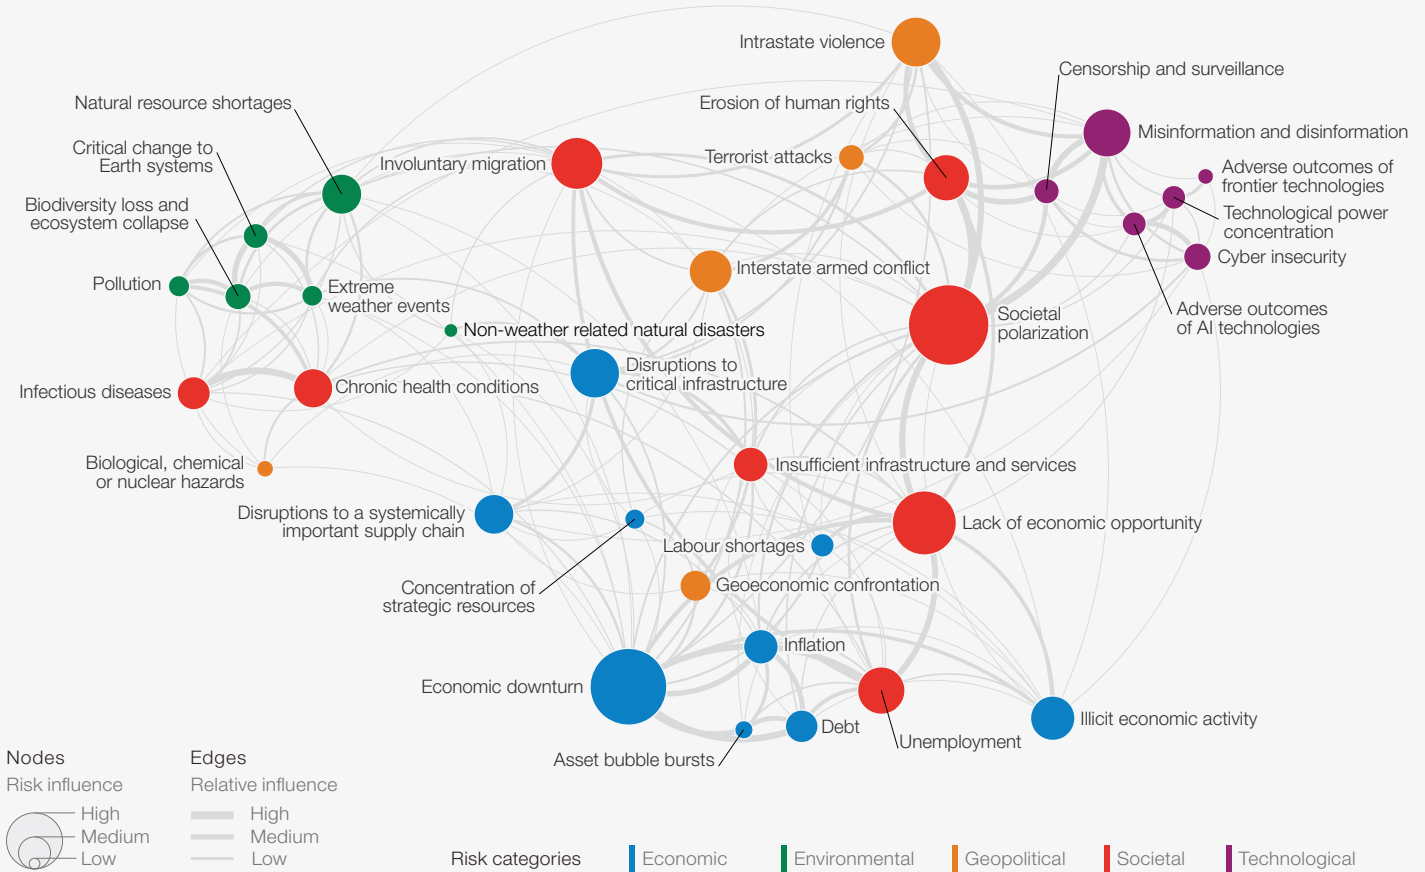 Intrastate violence
Censorship and surveillance
Natural resource shortages
Erosion of human rights
Misinformation and disinformation
Critical change to
Earth systems
Involuntary migration
Terrorist attacks
Adverse outcomes of
frontier technologies
Biodiversity loss and
ecosystem collapse
Technological power
concentration
Cyber insecurity
Interstate armed conflict
Pollution
Extreme
weather events
Adverse outcomes
of AI technologies
Societal
polarization
Non-weather related natural disasters
Disruptions to
critical infrastructure
Infectious diseases
Chronic health conditions
Biological, chemical
or nuclear hazards
Insufficient infrastructure and services
Disruptions to a systemically
important supply chain
Lack of economic opportunity
Labour shortages
Concentration of
strategic resources
Geoeconomic confrontation
Inflation
Economic downturn
Debt
Illicit economic activity
Unemployment
Asset bubble bursts
Nodes
Risk influence
High
Medium
Low
Edges
Relative influence
High
Medium
Low
Risk categories
Economic
Environmental
Geopolitical
Societal
Technological